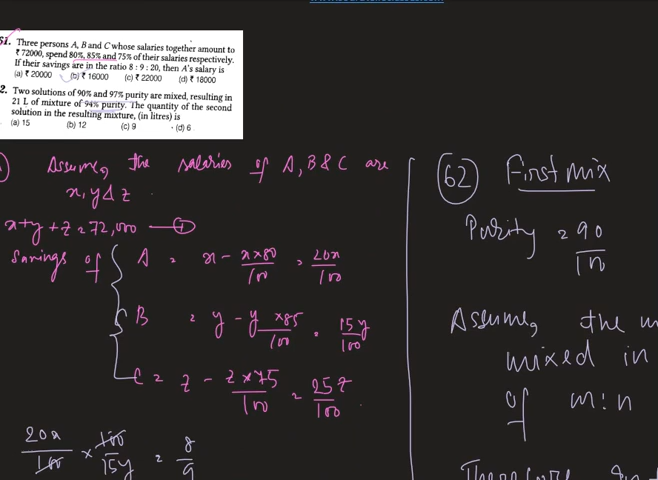 51. Three persons A, B and C whose salaries together amount to
₹ 72000, spend 80%, 85% and 75% of their salaries respectively.
If their savings are in the ratio 8 : 9 : 20, then A's salary is
(a) ₹ 20000 (b) ₹ 16000 (c) ₹ 22000 (d) ₹ 18000
2. Two solutions of 90% and 97% purity are mixed, resulting in
21 L of mixture of 94% purity. The quantity of the second
solution in the resulting mixture, (in litres) is
(a) 15 (b) 12 (c) 9 (d) 6
Assume, the salaries of A, B & C are
x, y & z
x+y+z = 72,000 — ①
Savings of
A = x - x×80/100 = 20x/100
B = y - y×85/100 = 15y/100
C = z - z×75/100 = 25z/100
20x/100 × 100/15y = 8/9
62 First mix
Purity = 90/100
Assume, the
mixed in
of m:n
Therefore